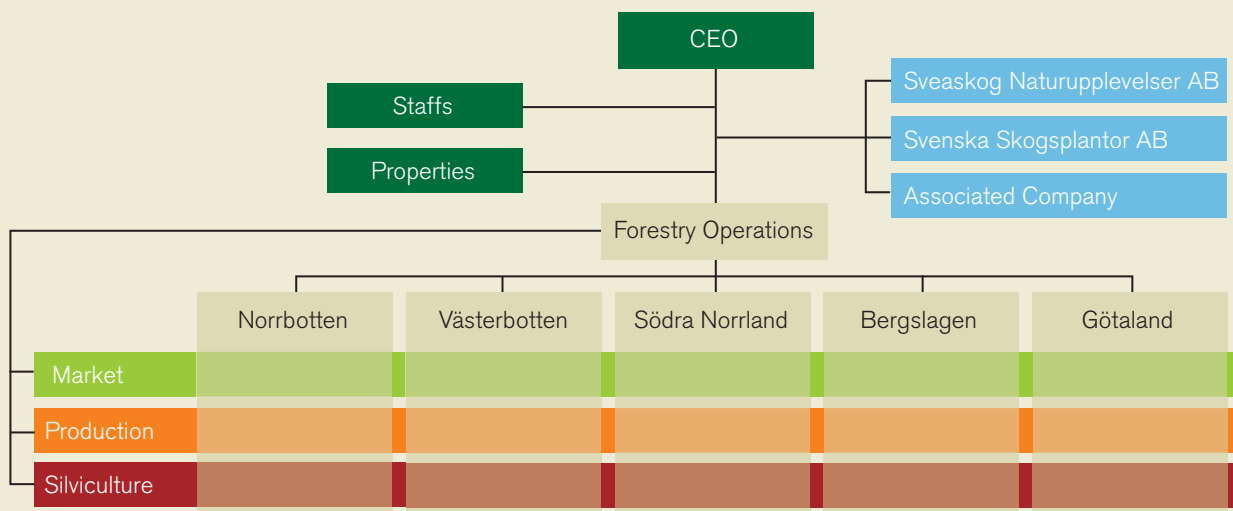 CEO
Staffs
Properties
Sveaskog Naturupplevelser AB
Svenska Skogsplantor AB
Associated Company
Forestry Operations
Norrbotten
Västerbotten
Södra Norrland
Bergslagen
Götaland
Market
Production
Silviculture